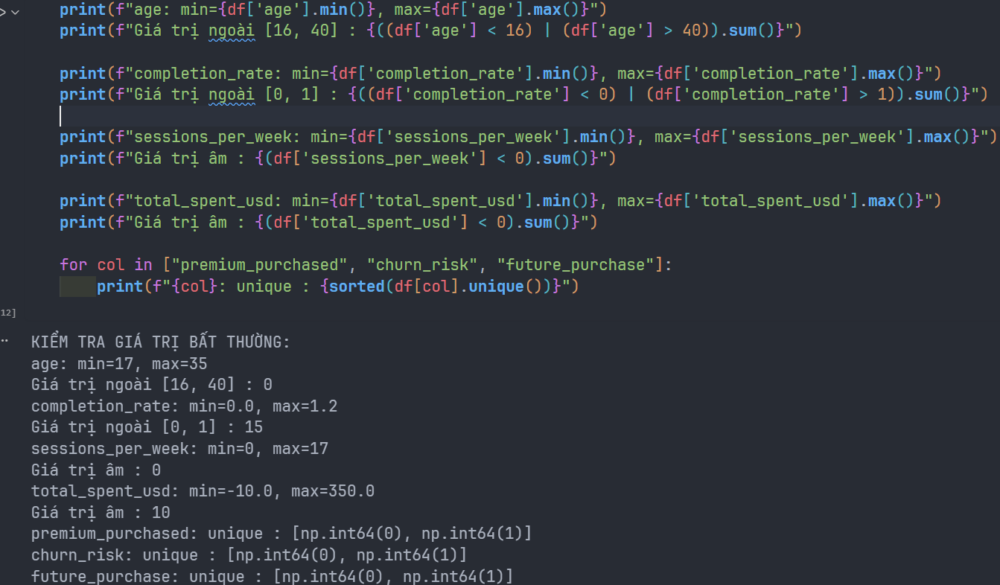 print(f"age: min={df['age'].min()}, max={df['age'].max()}")
print(f"Giá trị ngoài [16, 40] : {((df['age'] < 16) | (df['age'] > 40)).sum()}")
print(f"completion_rate: min={df['completion_rate'].min()}, max={df['completion_rate'].max()}")
print(f"Giá trị ngoài [0, 1] : {((df['completion_rate'] < 0) | (df['completion_rate'] > 1)).sum()}")
print(f"sessions_per_week: min={df['sessions_per_week'].min()}, max={df['sessions_per_week'].max()}")
print(f"Giá trị âm : {(df['sessions_per_week'] < 0).sum()}")
print(f"total_spent_usd: min={df['total_spent_usd'].min()}, max={df['total_spent_usd'].max()}")
print(f"Giá trị âm : {(df['total_spent_usd'] < 0).sum()}")
for col in ["premium_purchased", "churn_risk", "future_purchase"]:
    print(f"{col}: unique : {sorted(df[col].unique())}")
12]
KIỂM TRA GIÁ TRỊ BẤT THƯỜNG:
age: min=17, max=35
Giá trị ngoài [16, 40] : 0
completion_rate: min=0.0, max=1.2
Giá trị ngoài [0, 1] : 15
sessions_per_week: min=0, max=17
Giá trị âm : 0
total_spent_usd: min=-10.0, max=350.0
Giá trị âm : 10
premium_purchased: unique : [np.int64(0), np.int64(1)]
churn_risk: unique : [np.int64(0), np.int64(1)]
future_purchase: unique : [np.int64(0), np.int64(1)]